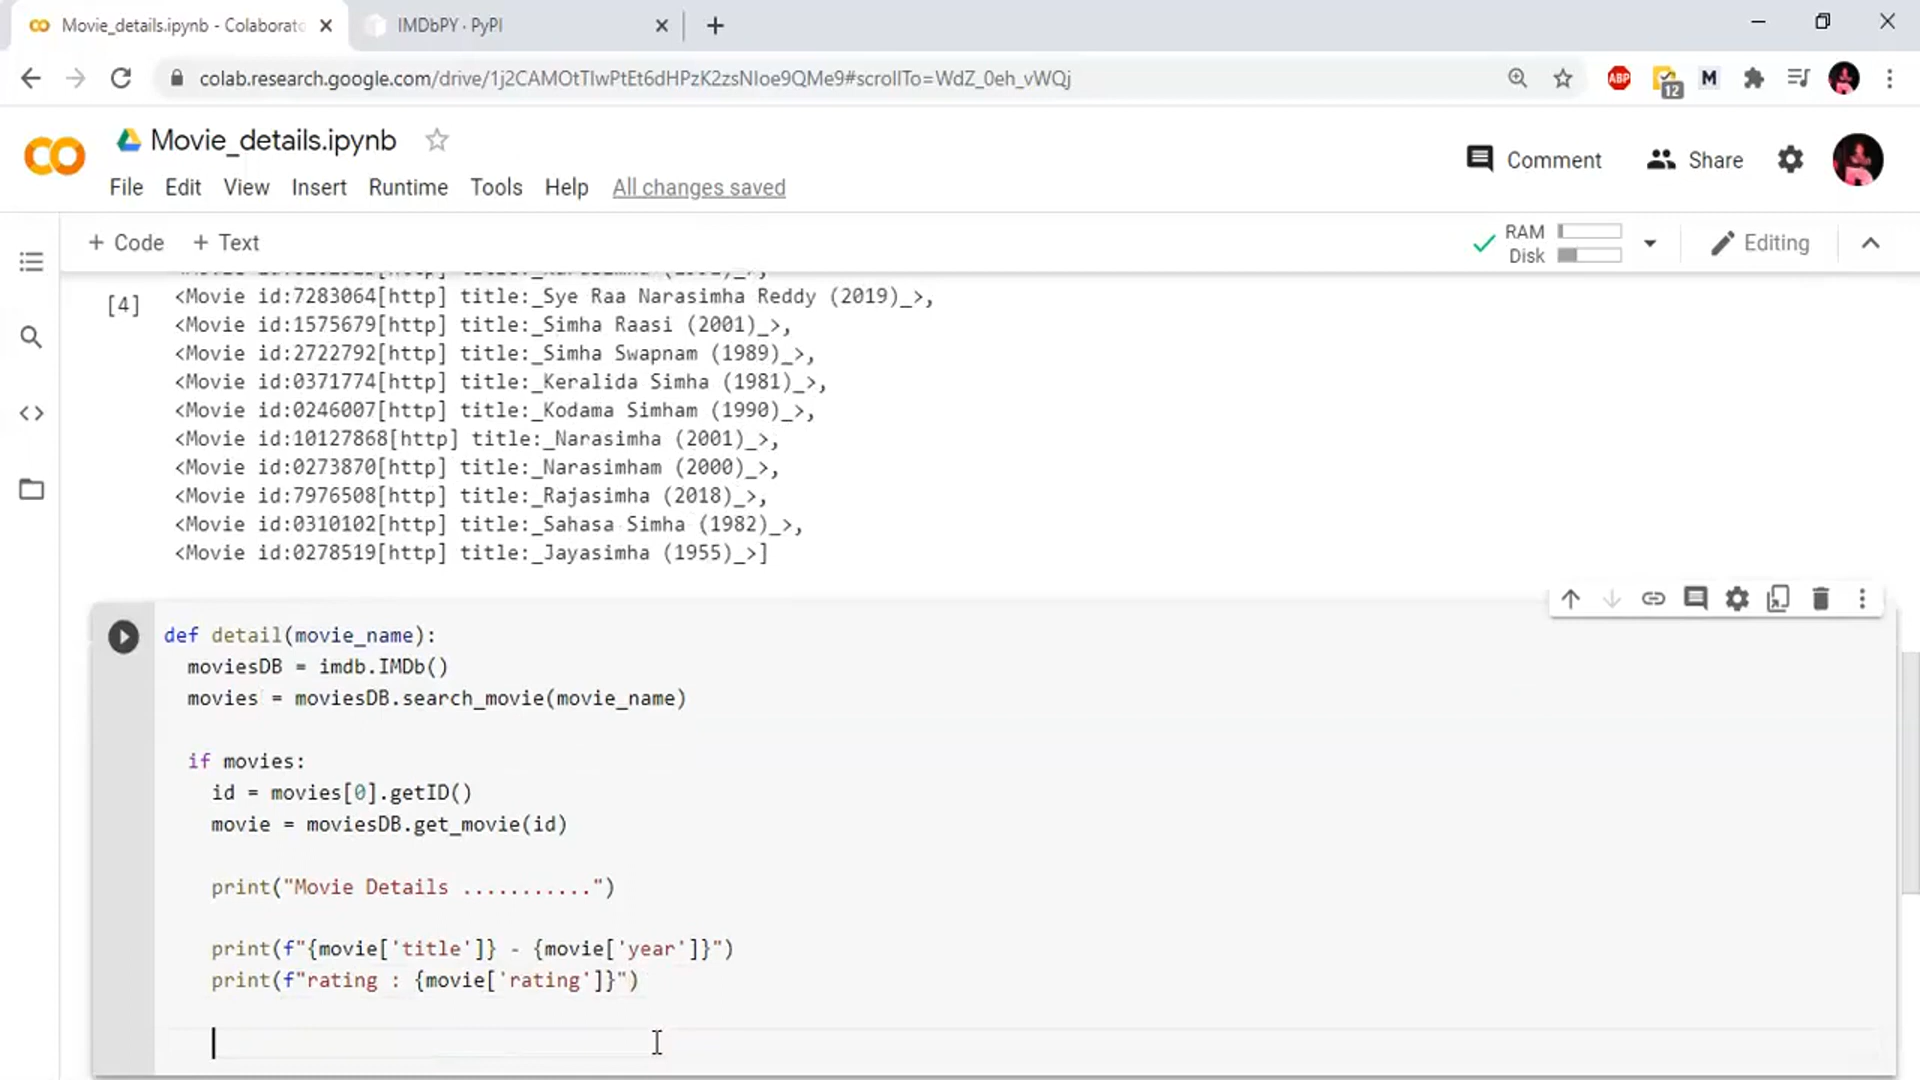 Movie_details.ipynb - Colaborato
IMDbPY · PyPI
colab.research.google.com/drive/1j2CAMOtTIwPtEt6dHPzK2zsNIoe9QMe9#scrollTo=WdZ_0eh_vWQj
ABP
12
M
Movie_details.ipynb
Comment
Share
File Edit View Insert Runtime Tools Help All changes saved
+ Code + Text
RAM
Disk
Editing
[4]
<Movie id:7283064[http] title:_Sye Raa Narasimha Reddy (2019)_>,
<Movie id:1575679[http] title:_Simha Raasi (2001)_>,
<Movie id:2722792[http] title:_Simha Swapnam (1989)_>,
<Movie id:0371774[http] title:_Keralida Simha (1981)_>,
<Movie id:0246007[http] title:_Kodama Simham (1990)_>,
<Movie id:10127868[http] title:_Narasimha (2001)_>,
<Movie id:0273870[http] title:_Narasimham (2000)_>,
<Movie id:7976508[http] title:_Rajasimha (2018)_>,
<Movie id:0310102[http] title:_Sahasa Simha (1982)_>,
<Movie id:0278519[http] title:_Jayasimha (1955)_>]
def detail(movie_name):
moviesDB = imdb.IMDb()
movies = moviesDB.search_movie(movie_name)
if movies:
id = movies[0].getID()
movie = moviesDB.get_movie(id)
print("Movie Details ...........")
print(f"{movie['title']} - {movie['year']}")
print(f"rating : {movie['rating']}")